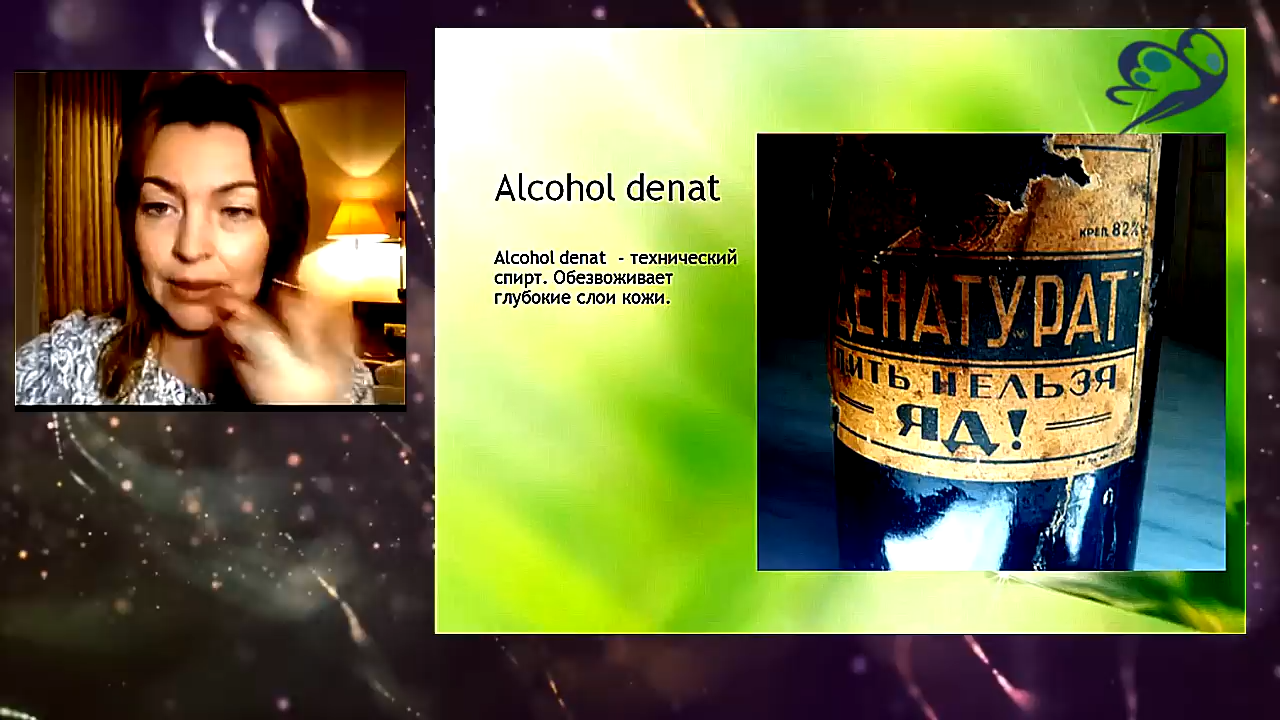 Alcohol denat
Alcohol denat - технический
спирт. Обезвоживает
глубокие слои кожи.
КРЕП. 82%
ДЕНАТУРАТ
ПИТЬ НЕЛЬЗЯ
ЯД!